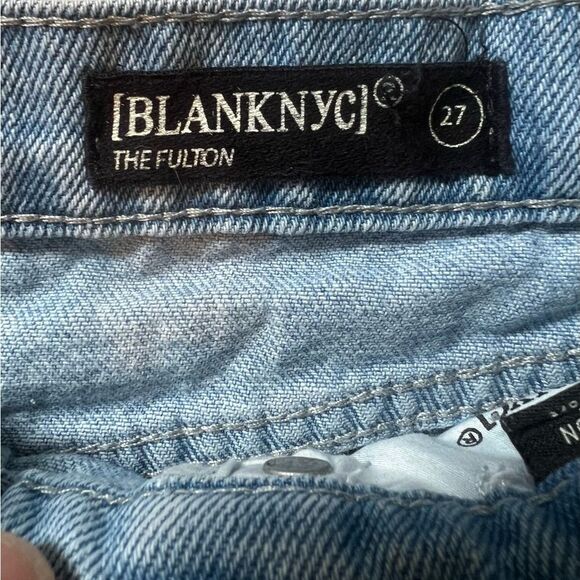 [BLANKNYC]®
27
THE FULTON
®